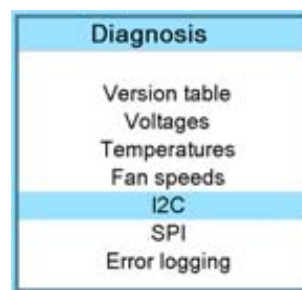 Diagnosis
Version table
Voltages
Temperatures
Fan speeds
I2C
SPI
Error logging